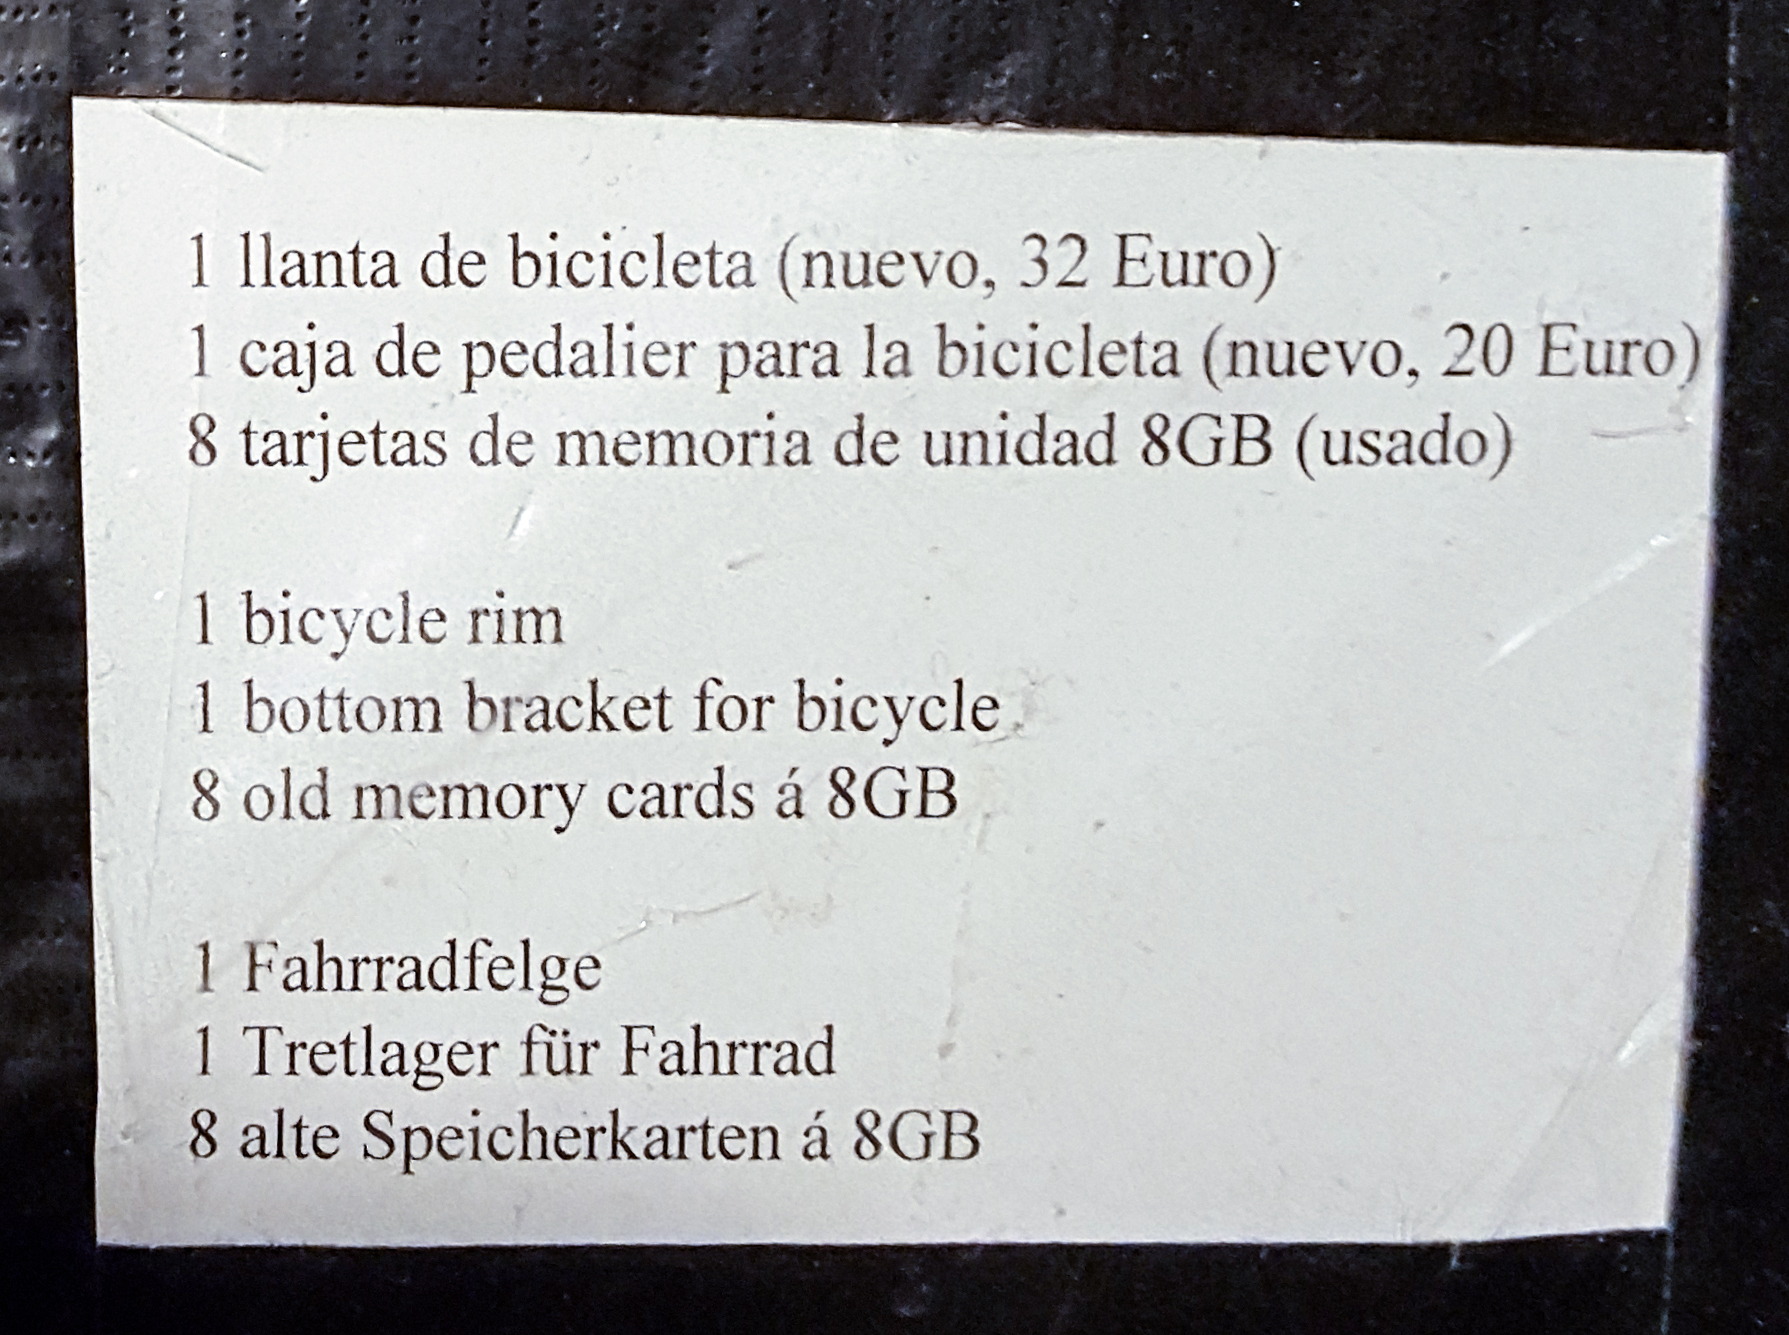 1 llanta de bicicleta (nuevo, 32 Euro)
1 caja de pedalier para la bicicleta (nuevo, 20 Euro)
8 tarjetas de memoria de unidad 8GB (usado)
1 bicycle rim
1 bottom bracket for bicycle
8 old memory cards á 8GB
1 Fahrradfelge
1 Tretlager für Fahrrad
8 alte Speicherkarten á 8GB